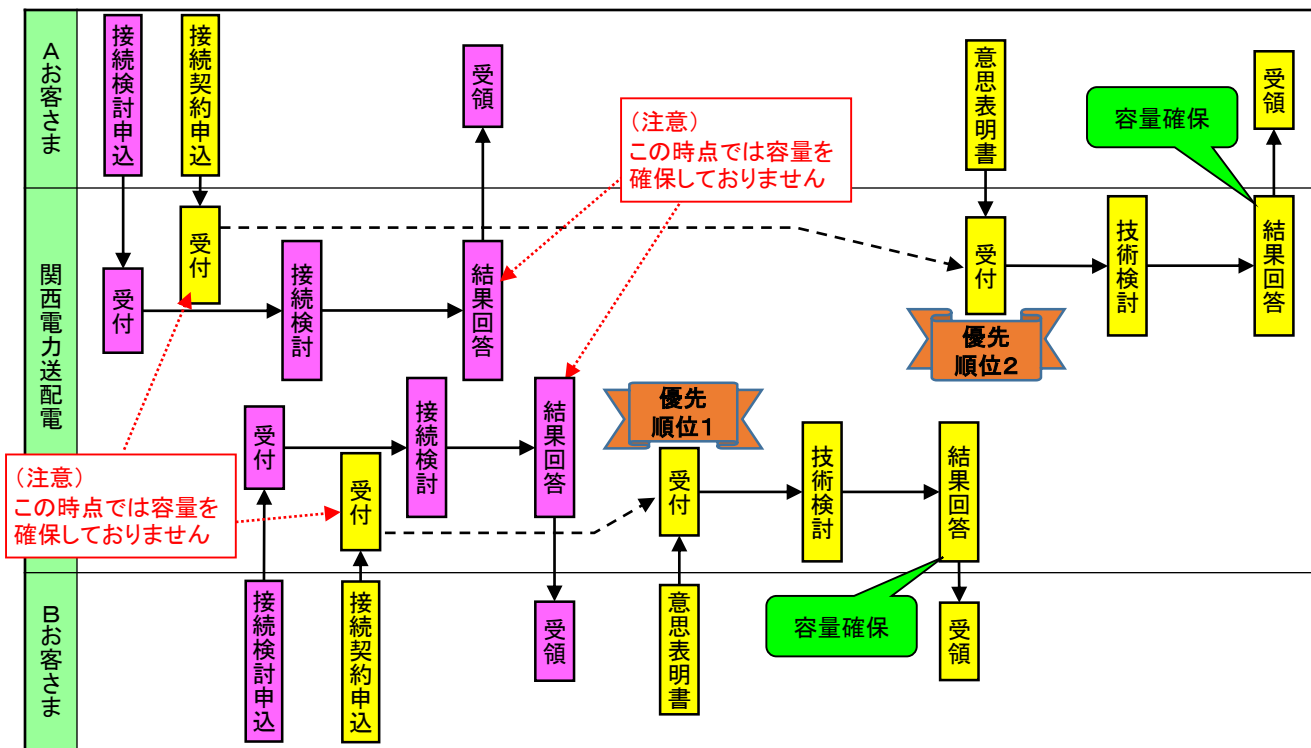 Aお客さま
接続検討申込
接続契約申込
受領
意思表明書
受領
容量確保
(注意)
この時点では容量を
確保しておりません
関西電力送配電
受付
受付
接続検討
結果回答
受付
技術検討
結果回答
優先
順位2
受付
接続検討
結果回答
優先
順位1
受付
受付
技術検討
結果回答
(注意)
この時点では容量を
確保しておりません
Bお客さま
接続検討申込
接続契約申込
受領
意思表明書
容量確保
受領